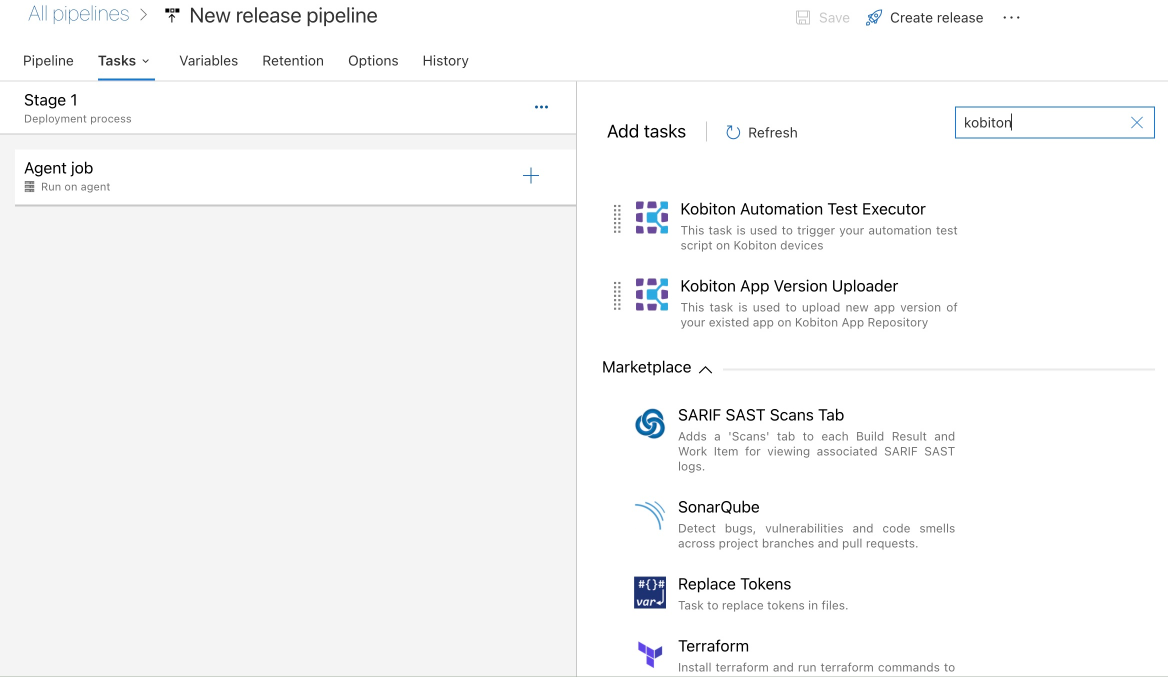 All pipelines
New release pipeline
Save
Create release
Pipeline
Tasks
Variables
Retention
Options
History
Stage 1
Deployment process
Agent job
Run on agent
Add tasks
Refresh
kobiton
Kobiton Automation Test Executor
This task is used to trigger your automation test
script on Kobiton devices
Kobiton App Version Uploader
This task is used to upload new app version of
your existed app on Kobiton App Repository
Marketplace
SARIF SAST Scans Tab
Adds a 'Scans' tab to each Build Result and
Work Item for viewing associated SARIF SAST
logs.
SonarQube
Detect bugs, vulnerabilities and code smells
across project branches and pull requests.
#{}#
var
Replace Tokens
Task to replace tokens in files.
Terraform
Install terraform and run terraform commands to